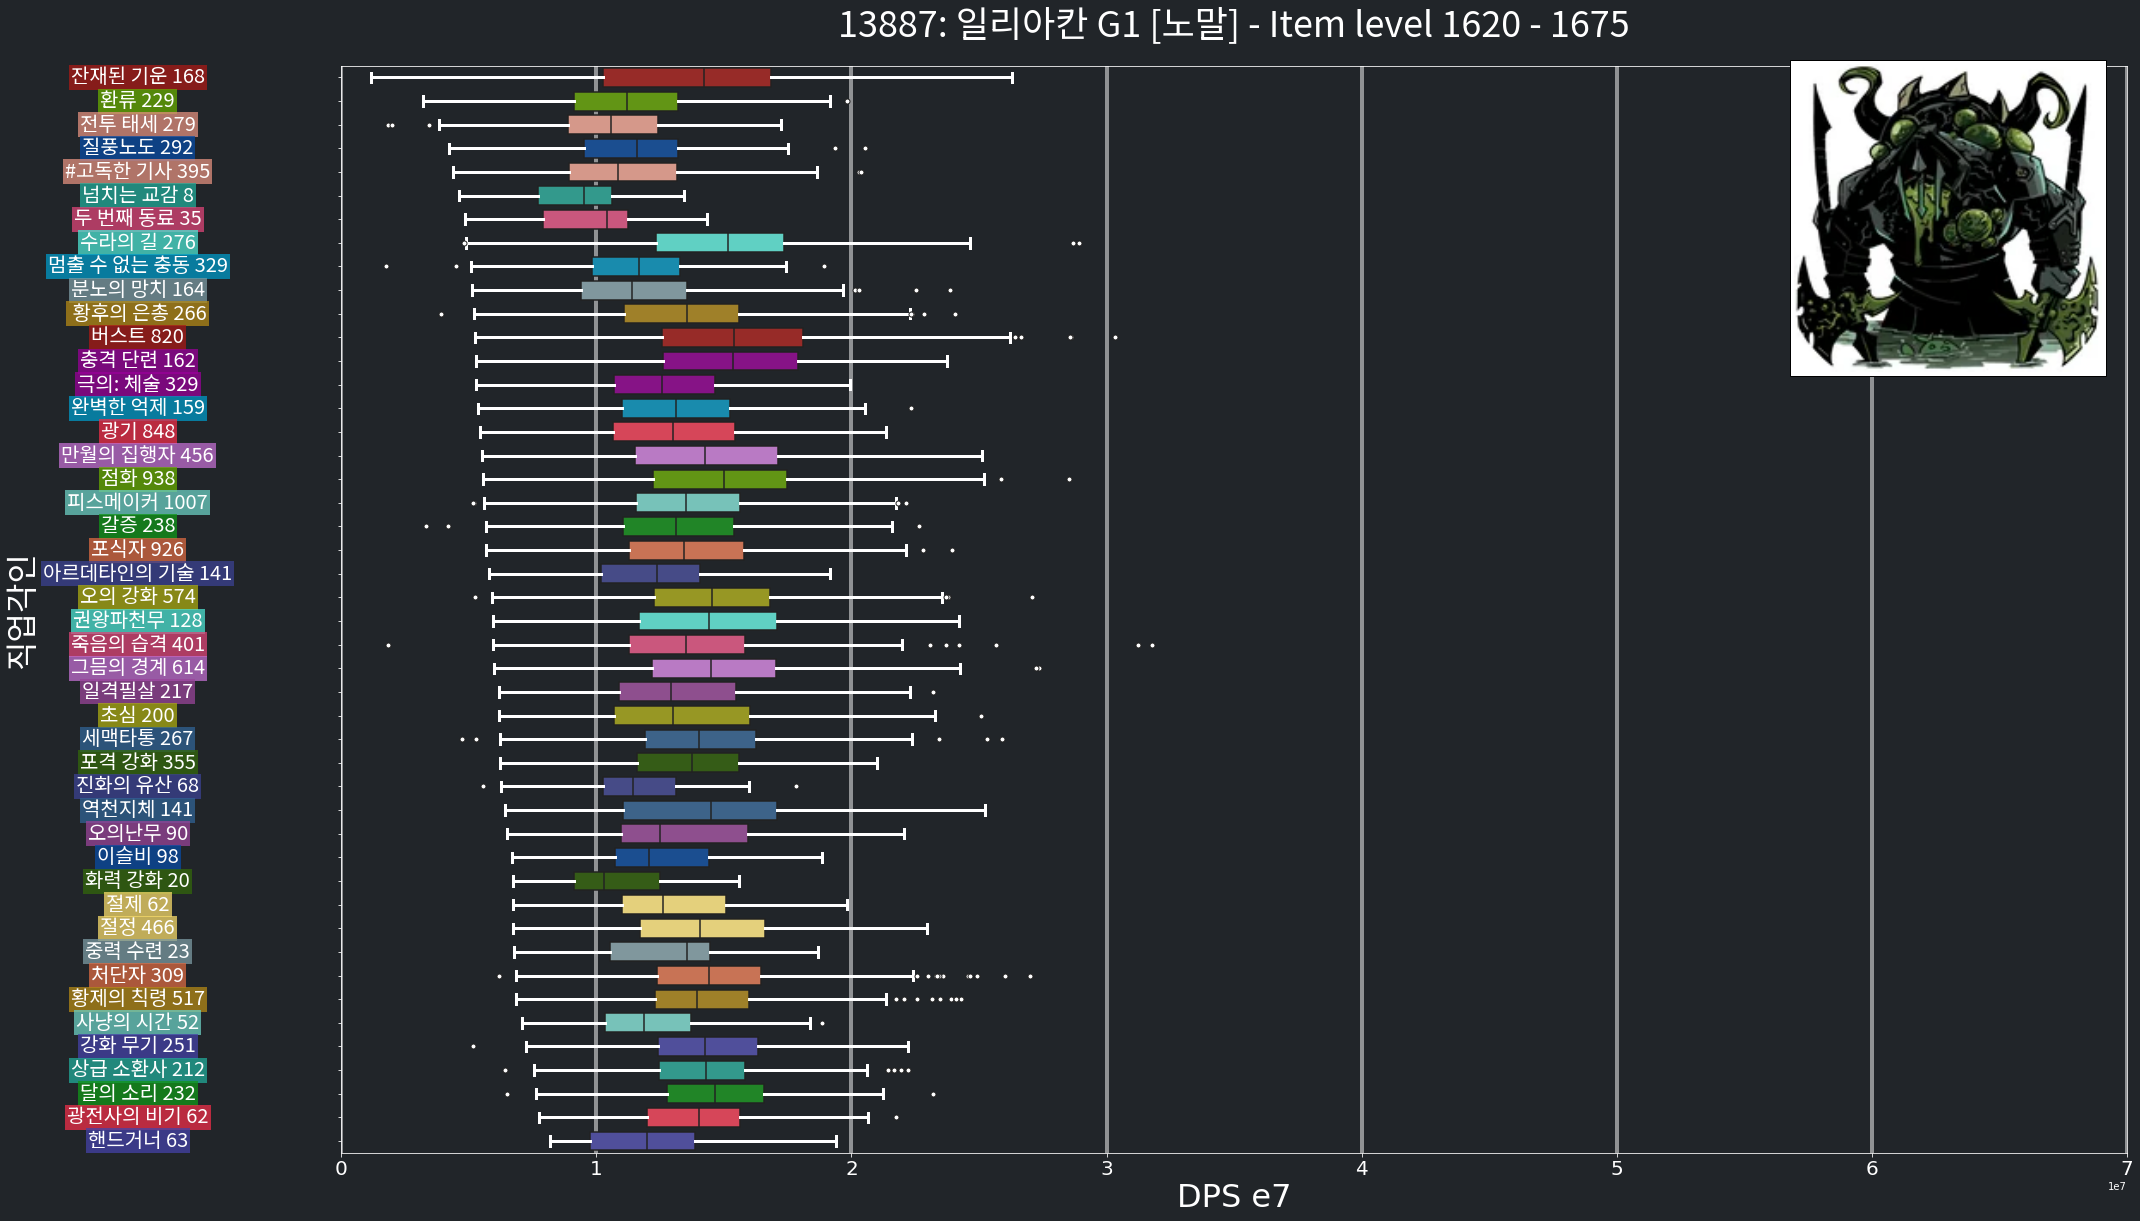 13887: 일리아칸 G1 [노말] - Item level 1620 - 1675
직업각인
잔재된 기운 168
환류 229
전투 태세 279
질풍노도 292
#고독한 기사 395
넘치는 교감 8
두 번째 동료 35
수라의 길 276
멈출 수 없는 충동 329
분노의 망치 164
황후의 은총 266
버스트 820
충격 단련 162
극의: 체술 329
완벽한 억제 159
광기 848
만월의 집행자 456
점화 938
피스메이커 1007
갈증 238
포식자 926
아르데타인의 기술 141
오의 강화 574
권왕파천무 128
죽음의 습격 401
그믐의 경계 614
일격필살 217
초심 200
세맥타통 267
포격 강화 355
진화의 유산 68
역천지체 141
오의난무 90
이슬비 98
화력 강화 20
절제 62
절정 466
중력 수련 23
처단자 309
황제의 칙령 517
사냥의 시간 52
강화 무기 251
상급 소환사 212
달의 소리 232
광전사의 비기 62
핸드거너 63
0 1 2 3 4 5 6 7
1e7
DPS e7